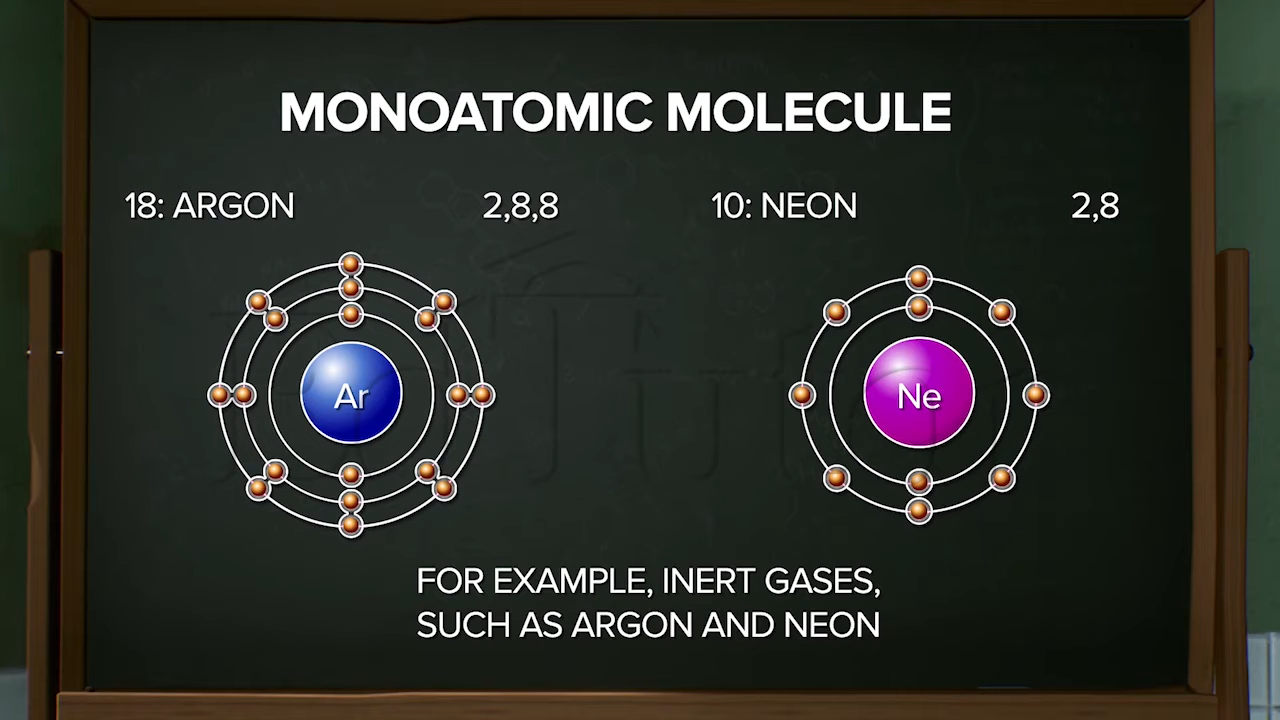 MONOATOMIC MOLECULE
18: ARGON 2,8,8 10: NEON 2,8
Ar Ne
FOR EXAMPLE, INERT GASES,
SUCH AS ARGON AND NEON